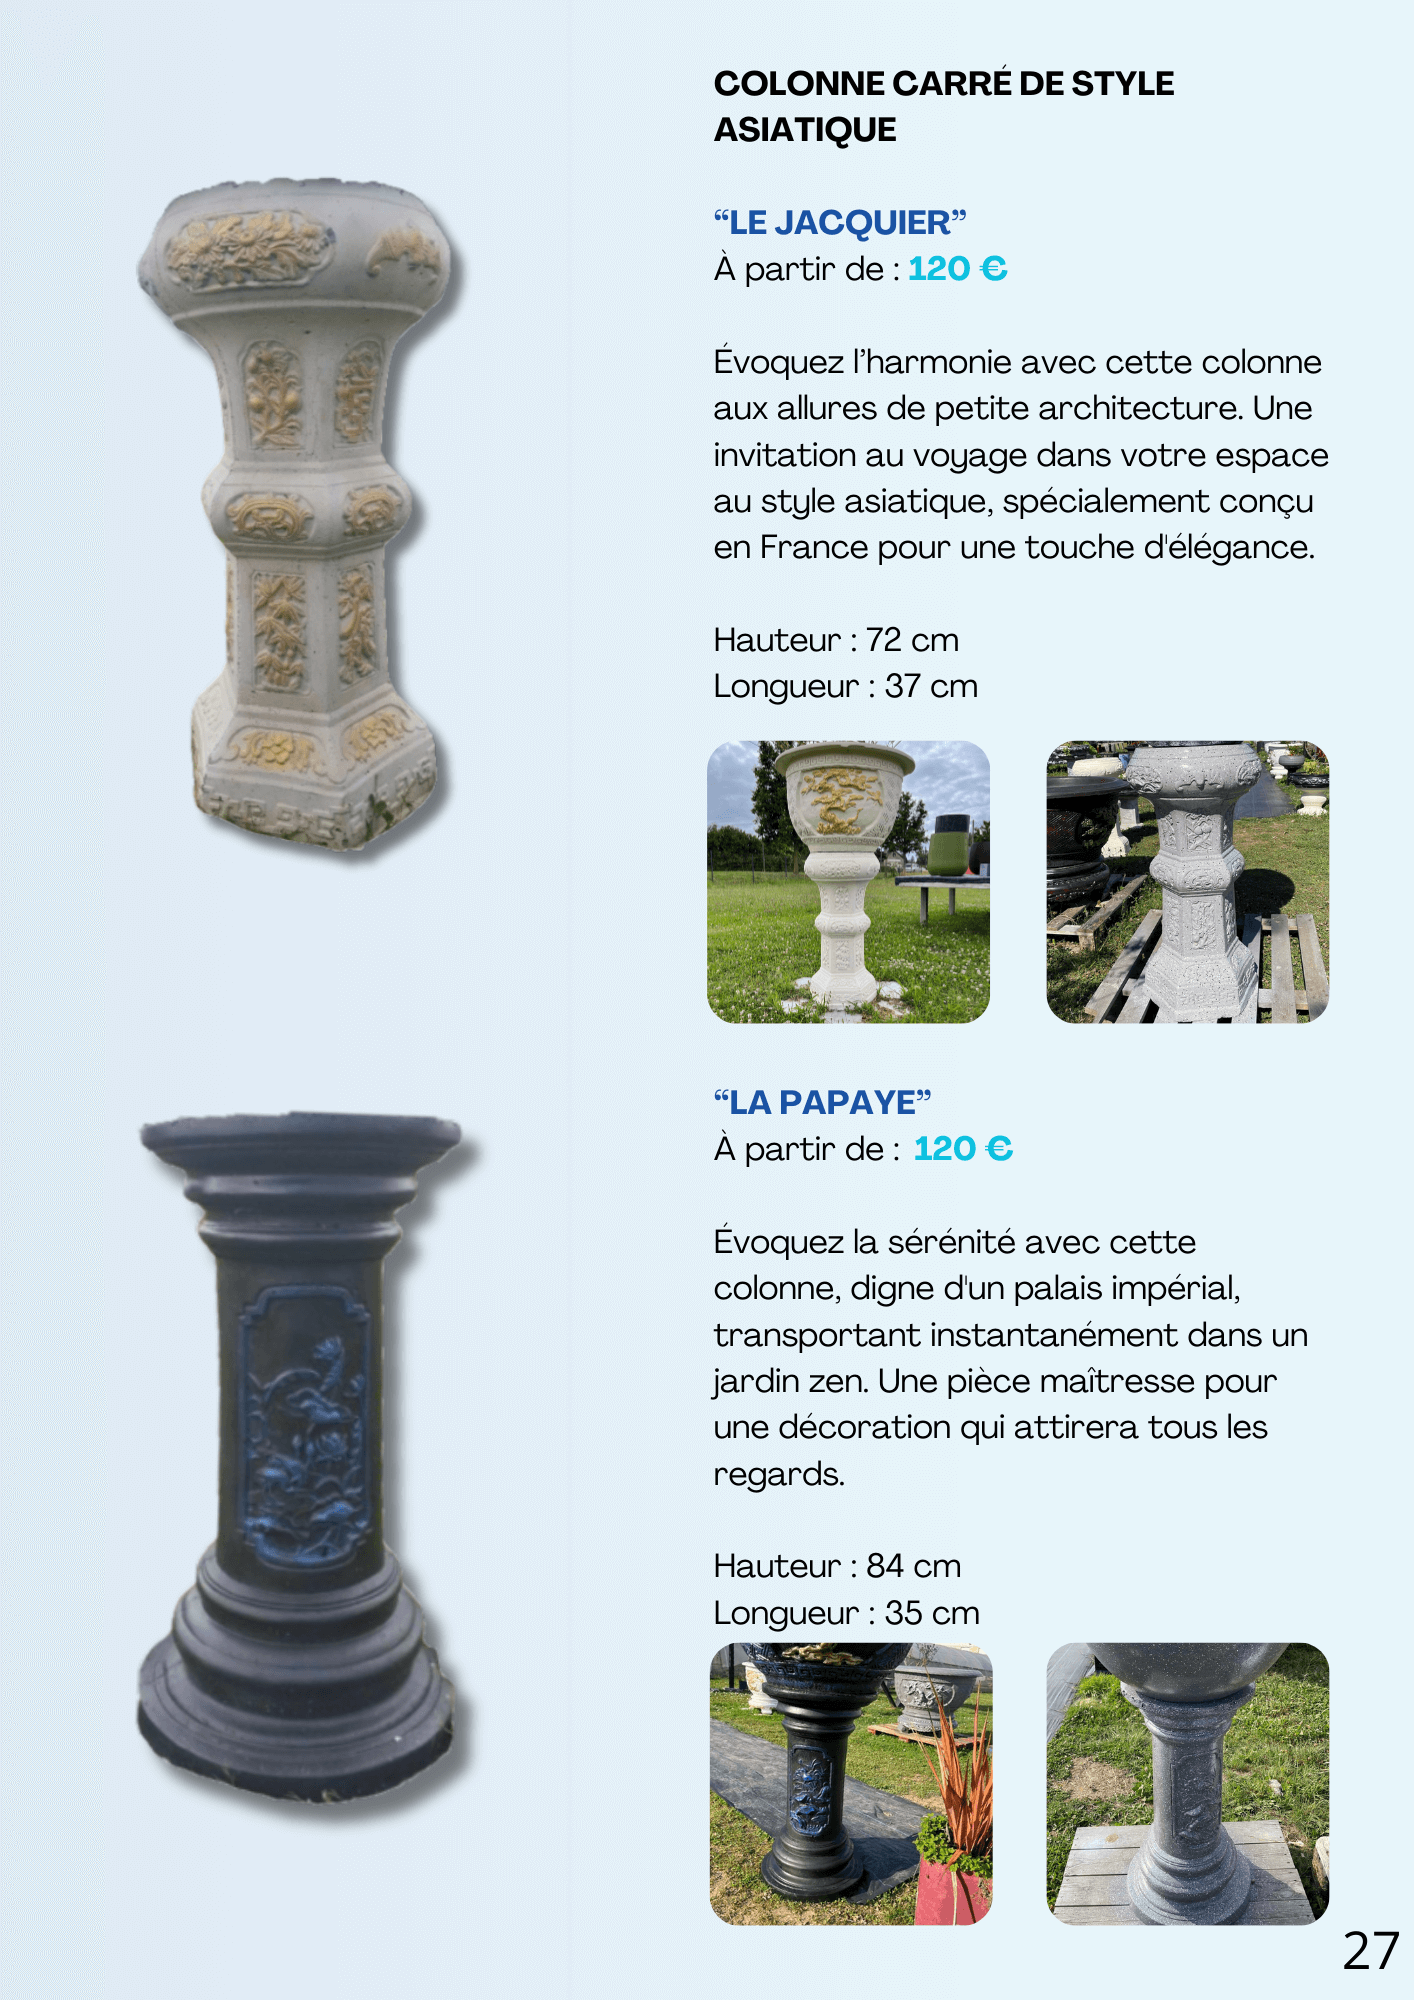 COLONNE CARRÉ DE STYLE
ASIATIQUE
“LE JACQUIER”
À partir de : 120 €
Évoquez l’harmonie avec cette colonne
aux allures de petite architecture. Une
invitation au voyage dans votre espace
au style asiatique, spécialement conçu
en France pour une touche d'élégance.
Hauteur : 72 cm
Longueur : 37 cm
“LA PAPAYE”
À partir de : 120 €
Évoquez la sérénité avec cette
colonne, digne d'un palais impérial,
transportant instantanément dans un
jardin zen. Une pièce maîtresse pour
une décoration qui attirera tous les
regards.
Hauteur : 84 cm
Longueur : 35 cm
27